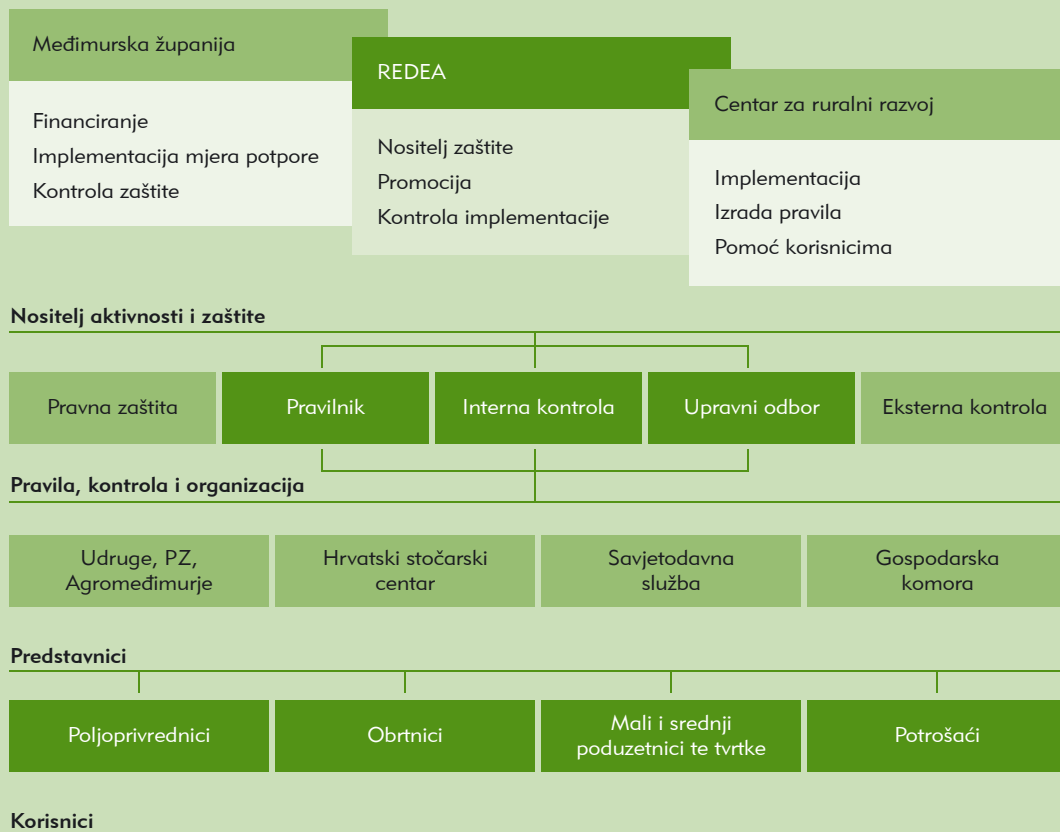 Međimurska županija
Financiranje
Implementacija mjera potpore
Kontrola zaštite
REDEA
Nositelj zaštite
Promocija
Kontrola implementacije
Centar za ruralni razvoj
Implementacija
Izrada pravila
Pomoć korisnicima
Nositelj aktivnosti i zaštite
Pravna zaštita
Pravilnik
Interna kontrola
Upravni odbor
Eksterna kontrola
Pravila, kontrola i organizacija
Udruge, PZ,
Agromeđimurje
Hrvatski stočarski
centar
Savjetodavna
služba
Gospodarska
komora
Predstavnici
Poljoprivrednici
Obrtnici
Mali i srednji
poduzetnici te tvrtke
Potrošaći
Korisnici